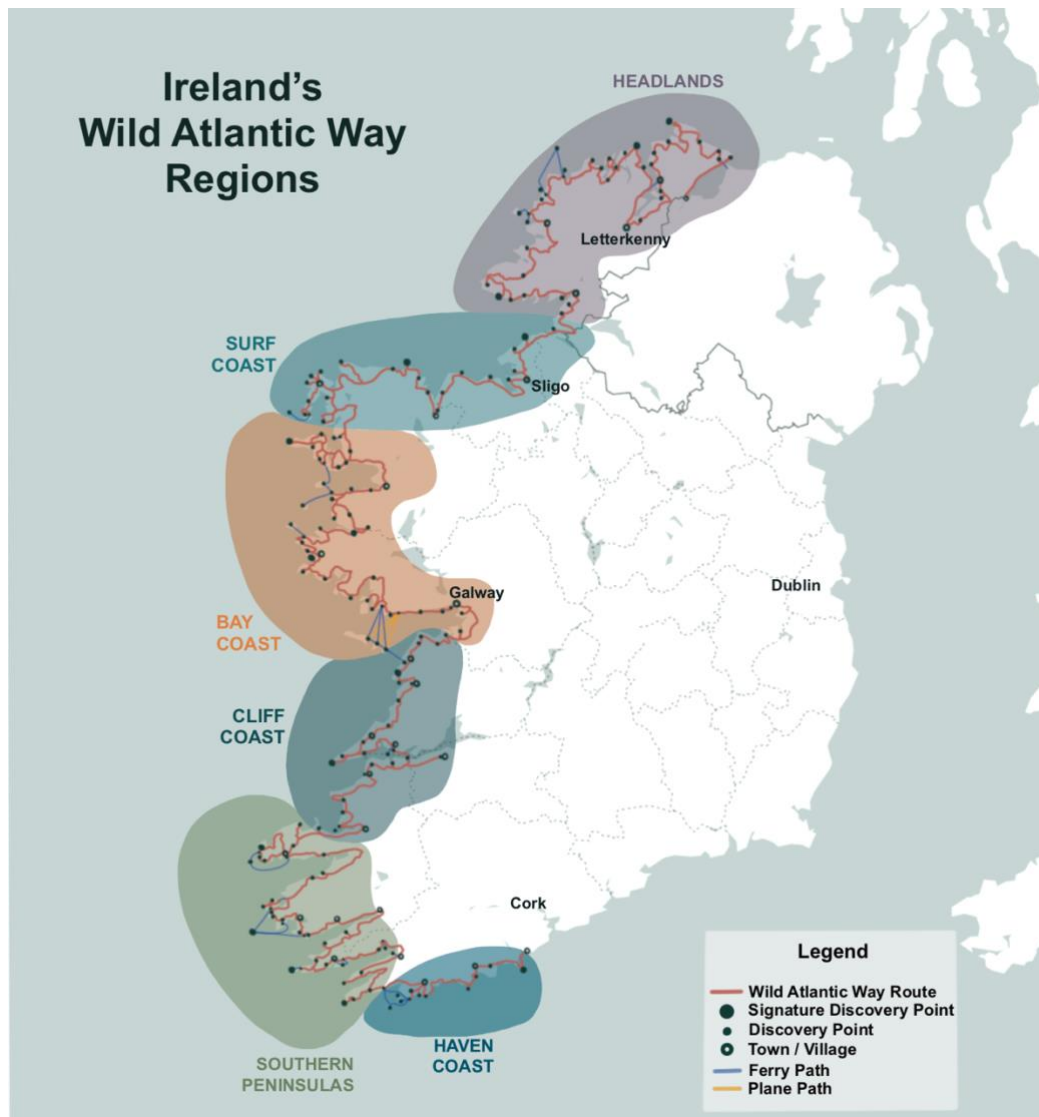 Ireland's
Wild Atlantic Way
Regions
HEADLANDS
Letterkenny
SURF
COAST
Sligo
Galway
Dublin
BAY
COAST
CLIFF
COAST
Cork
SOUTHERN
PENINSULAS
HAVEN
COAST
Legend
Wild Atlantic Way Route
Signature Discovery Point
Discovery Point
Town / Village
Ferry Path
Plane Path